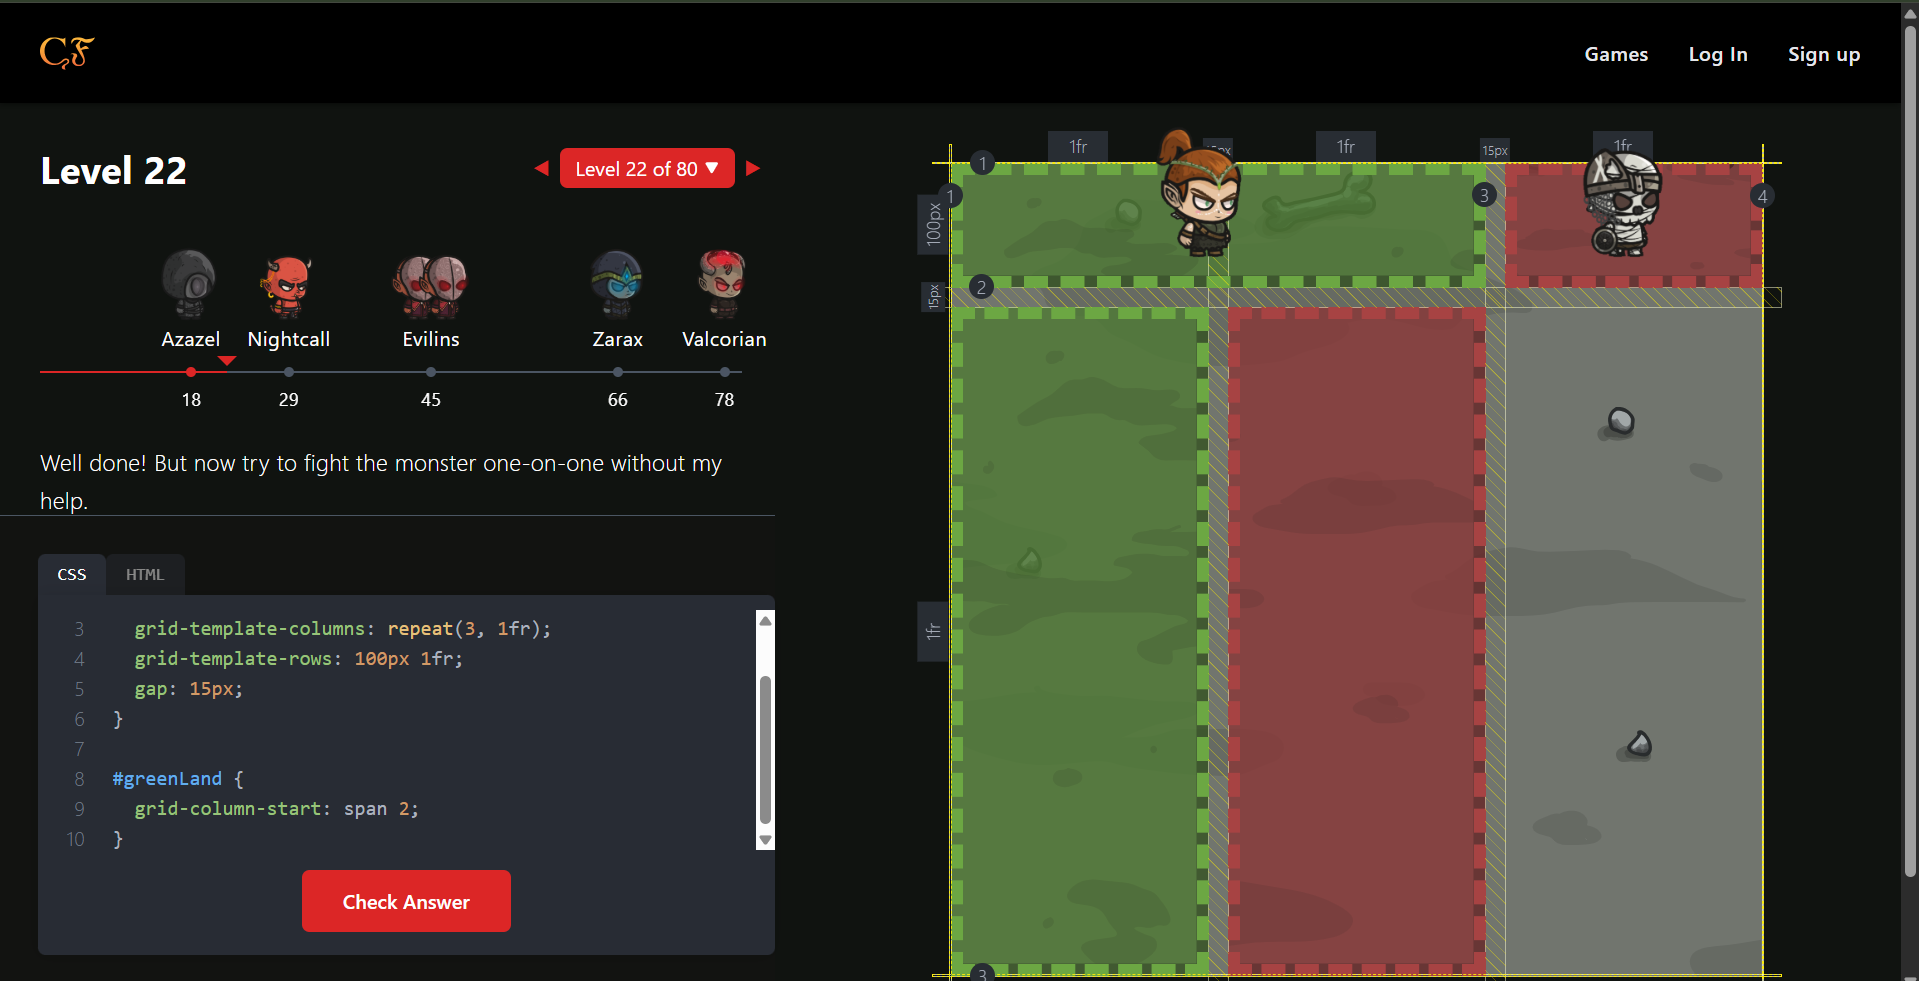 CF
Games
Log In
Sign up
Level 22
Level 22 of 80 ▼
Azazel
Nightcall
Evilins
Zarax
Valcorian
18
29
45
66
78
Well done! But now try to fight the monster one-on-one without my
help.
CSS
HTML
3 grid-template-columns: repeat(3, 1fr);
4 grid-template-rows: 100px 1fr;
5 gap: 15px;
6 }
7
8 #greenLand {
9 grid-column-start: span 2;
10 }
Check Answer
1fr
1fr
15px
1fr
1
1
3
4
100px
2
15px
1fr
3